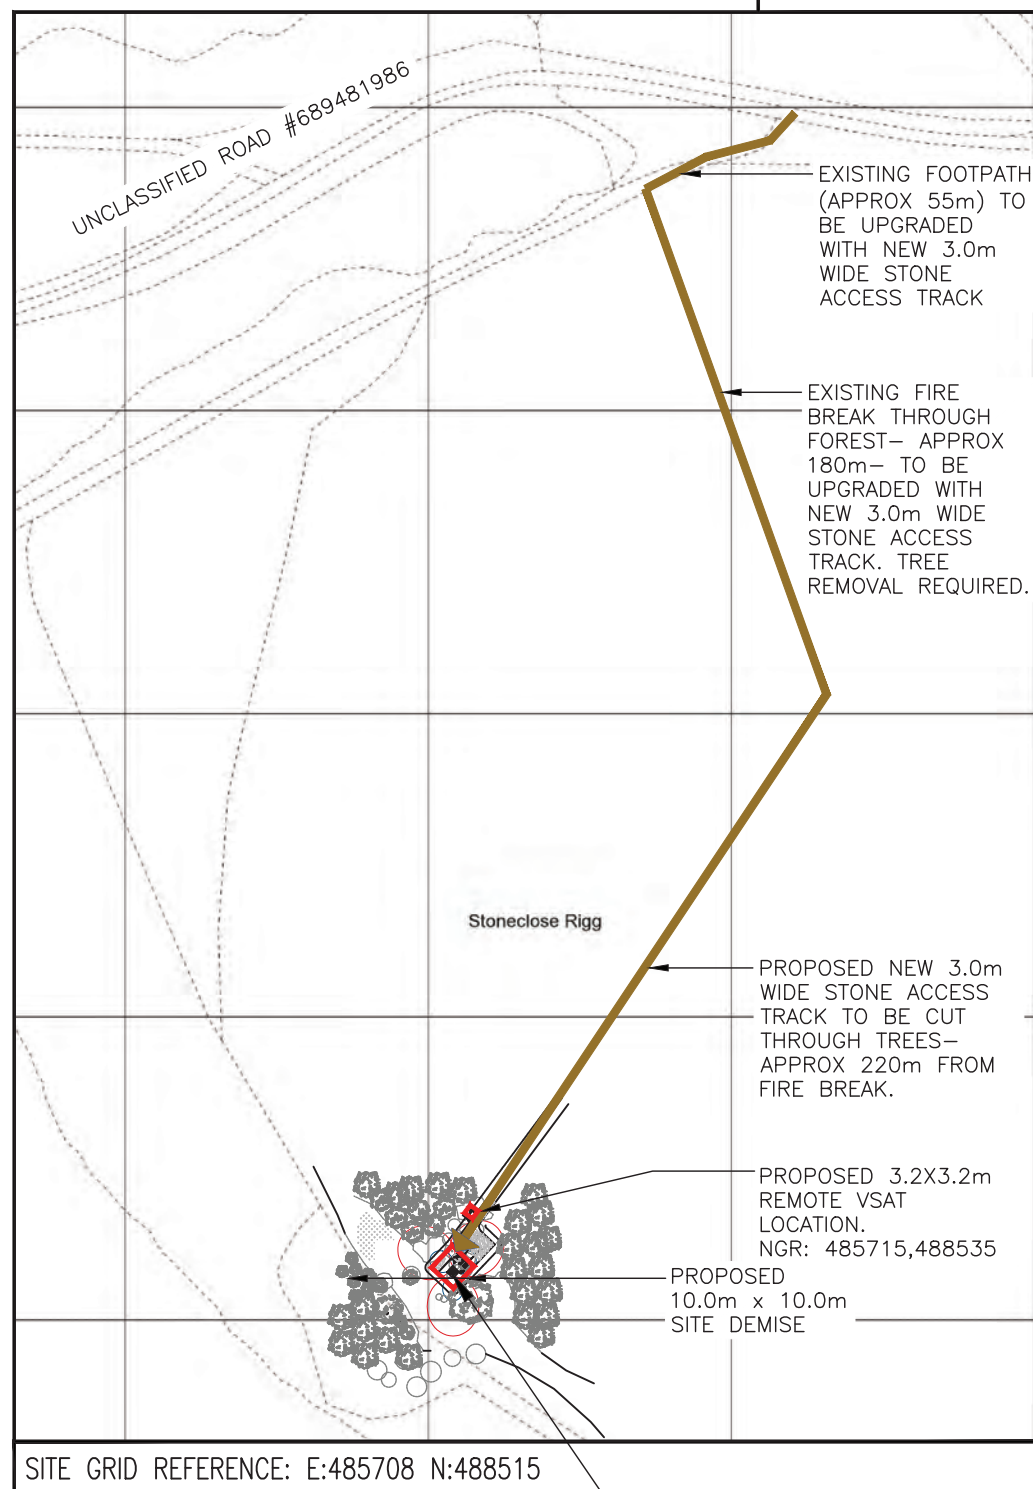 UNCLASSIFIED ROAD #689481986
EXISTING FOOTPATH
(APPROX 55m) TO
BE UPGRADED
WITH NEW 3.0m
WIDE STONE
ACCESS TRACK
EXISTING FIRE
BREAK THROUGH
FOREST– APPROX
180m– TO BE
UPGRADED WITH
NEW 3.0m WIDE
STONE ACCESS
TRACK. TREE
REMOVAL REQUIRED.
Stoneclose Rigg
PROPOSED NEW 3.0m
WIDE STONE ACCESS
TRACK TO BE CUT
THROUGH TREES–
APPROX 220m FROM
FIRE BREAK.
PROPOSED 3.2X3.2m
REMOTE VSAT
LOCATION.
NGR: 485715,488535
PROPOSED
10.0m x 10.0m
SITE DEMISE
SITE GRID REFERENCE: E:485708 N:488515